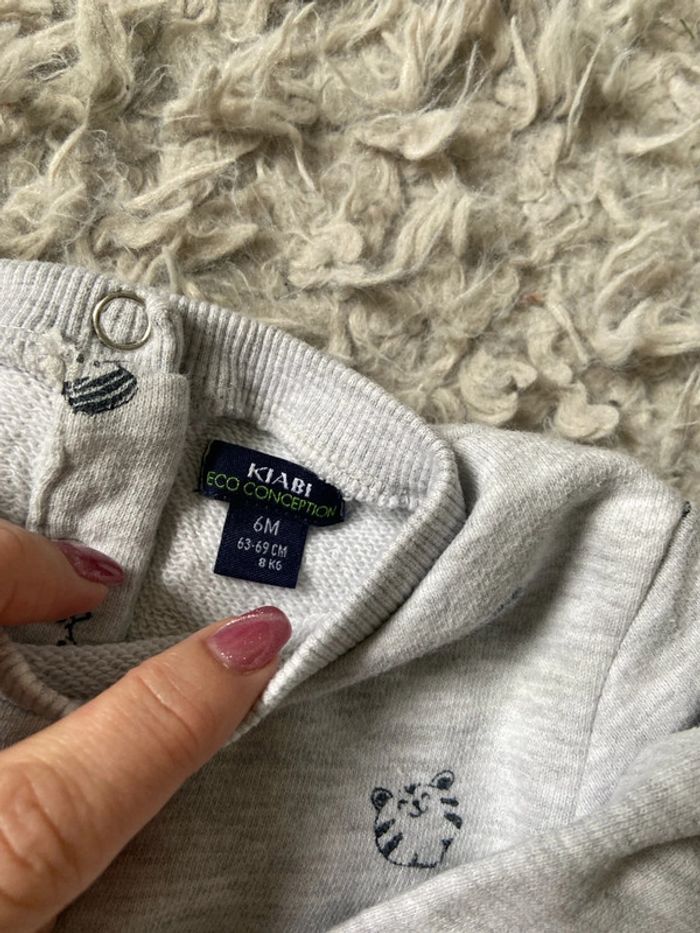 KIABI
ECO CONCEPTION
6M
63-69 CM
8 KG